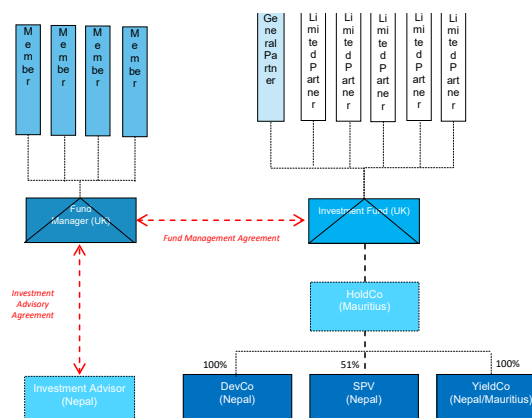 Member
Member
Member
Member
General Partner
Limited Partner
Limited Partner
Limited Partner
Limited Partner
Limited Partner
Fund
Manager (UK)
Investment Fund (UK)
Fund Management Agreement
Investment
Advisory
Agreement
HoldCo
(Mauritius)
100%
51%
100%
Investment Advisor
(Nepal)
DevCo
(Nepal)
SPV
(Nepal)
YieldCo
(Nepal/Mauritius)